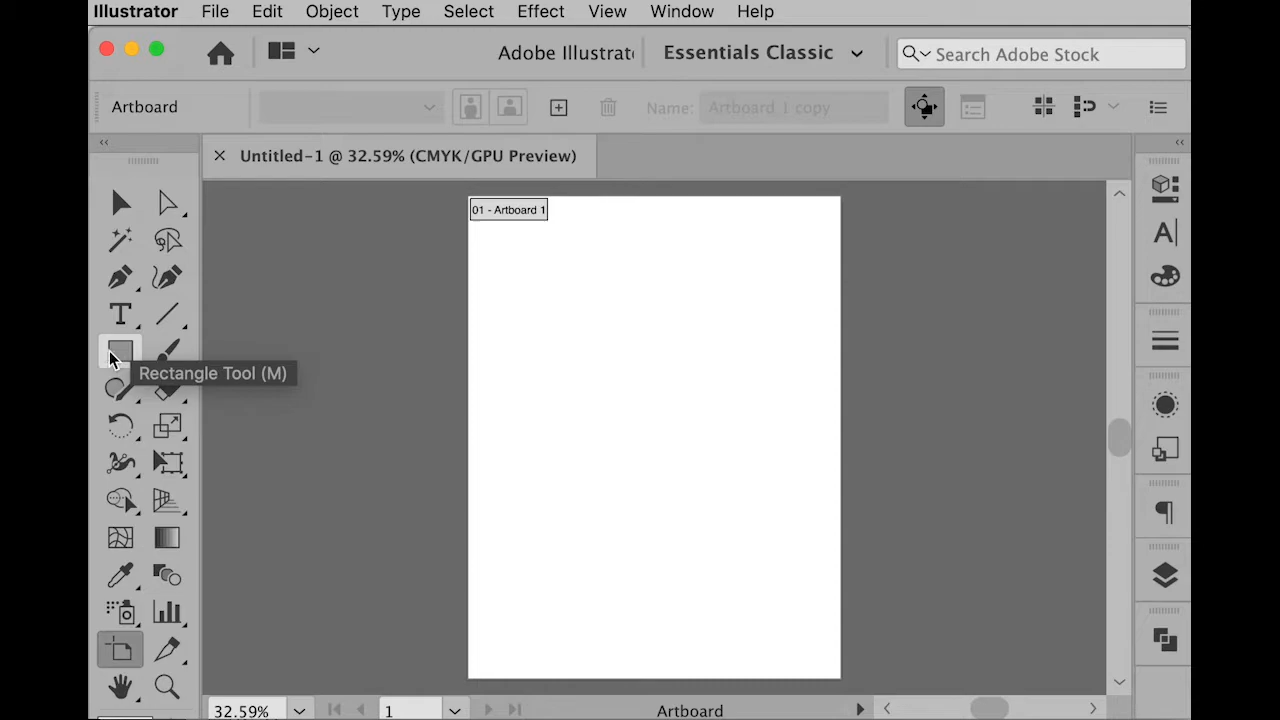 Illustrator File Edit Object Type Select Effect View Window Help
Adobe Illustrat Essentials Classic Search Adobe Stock
Artboard Name: Artboard 1 copy
Untitled-1 @ 32.59% (CMYK/GPU Preview)
01 - Artboard 1
Rectangle Tool (M)
32.59% 1 Artboard